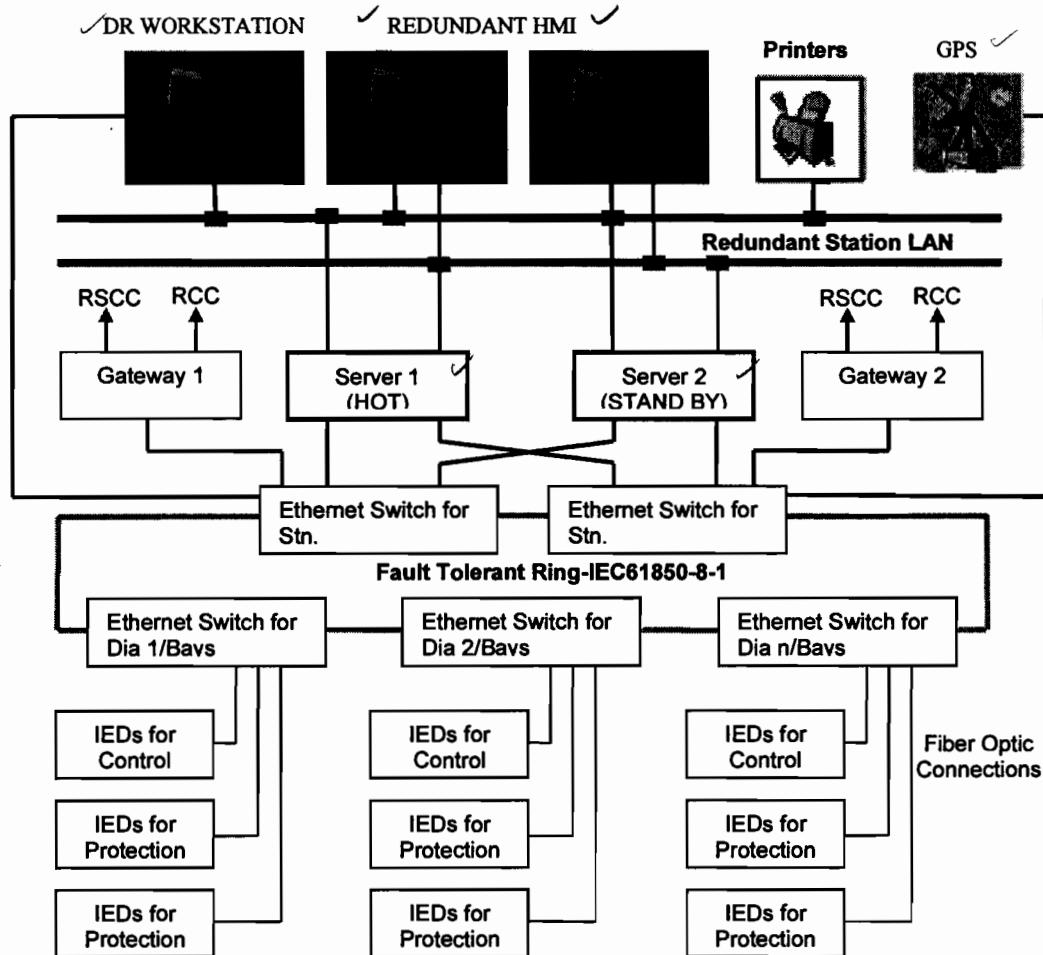 DR WORKSTATION
REDUNDANT HMI
Printers
GPS
Redundant Station LAN
RSCC
RCC
RSCC
RCC
Gateway 1
Server 1
(HOT)
Server 2
(STAND BY)
Gateway 2
Ethernet Switch for
Stn.
Ethernet Switch for
Stn.
Fault Tolerant Ring-IEC61850-8-1
Ethernet Switch for
Dia 1/Bays
Ethernet Switch for
Dia 2/Bays
Ethernet Switch for
Dia n/Bays
IEDs for
Control
IEDs for
Control
IEDs for
Control
Fiber Optic
Connections
IEDs for
Protection
IEDs for
Protection
IEDs for
Protection
IEDs for
Protection
IEDs for
Protection
IEDs for
Protection